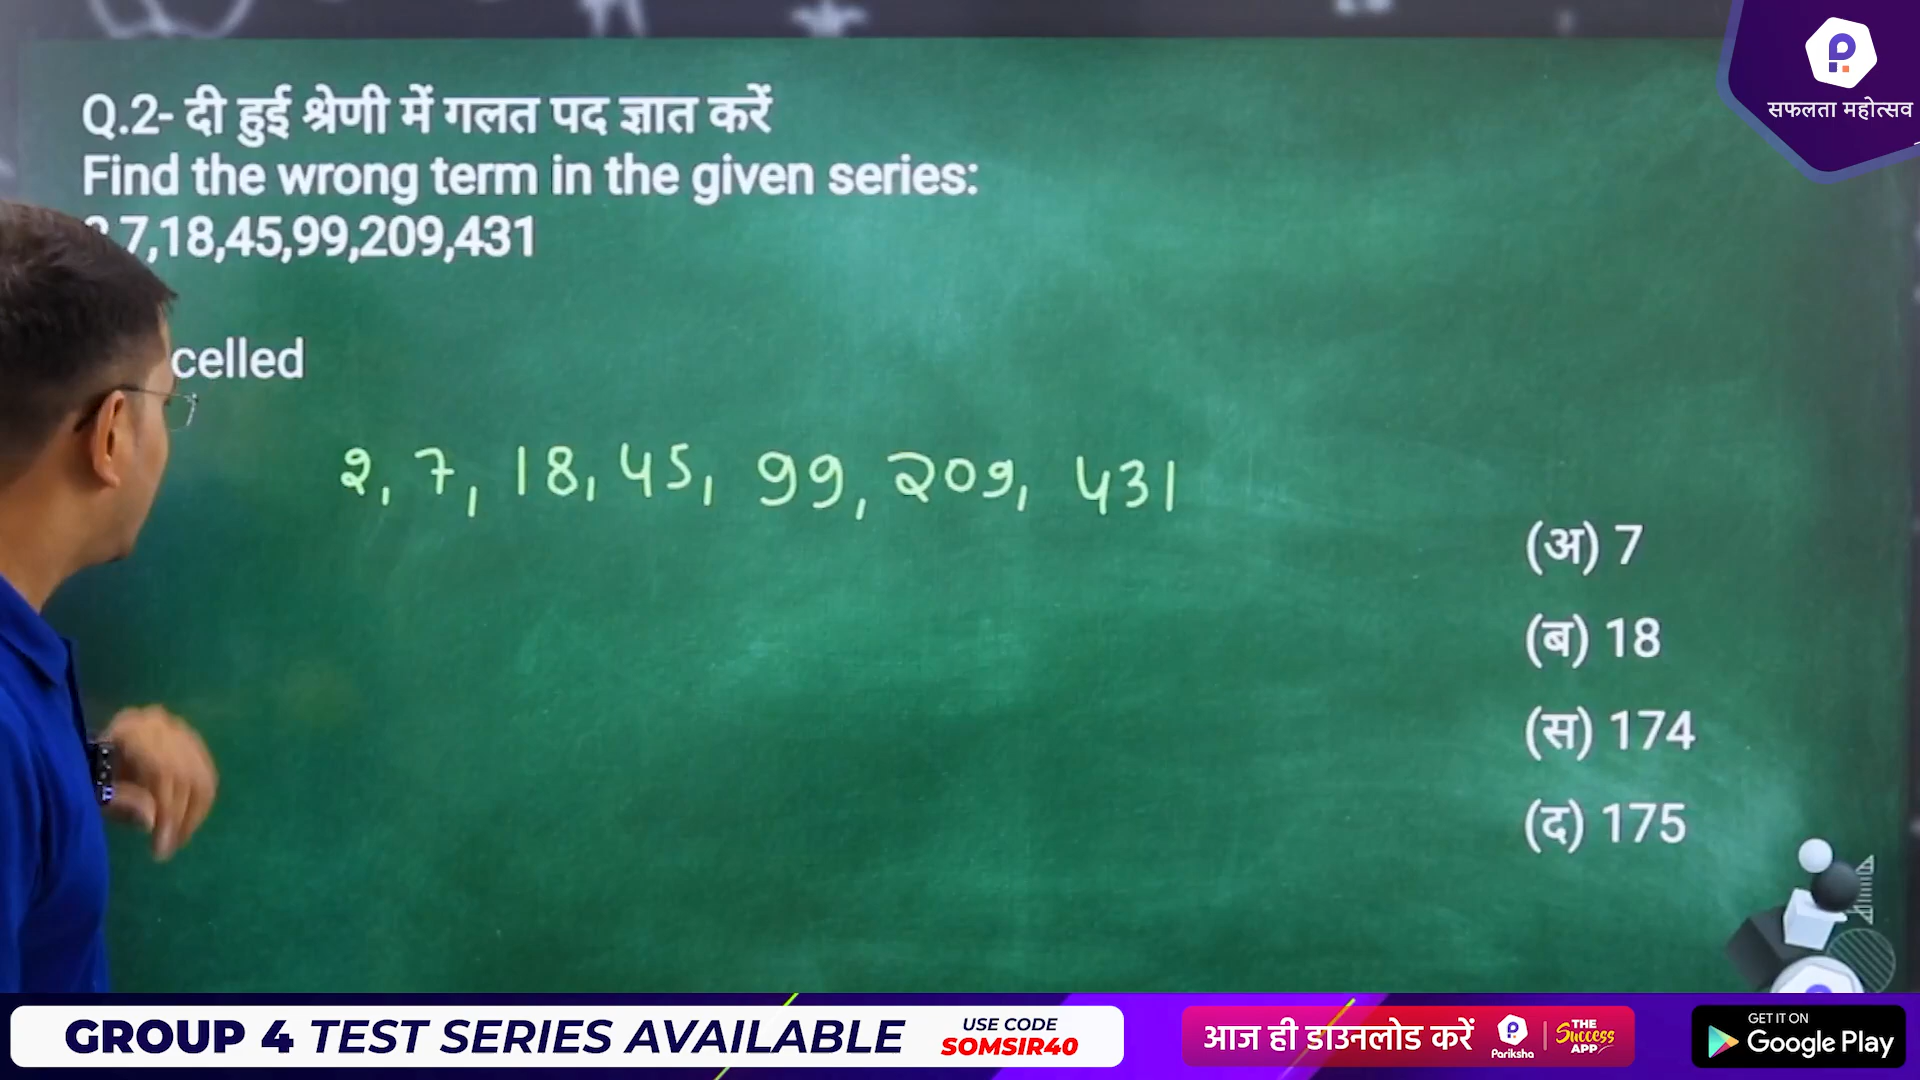 सफलता महोत्सव
Q.2- दी हुई श्रेणी में गलत पद ज्ञात करें
Find the wrong term in the given series:
7,18,45,99,209,431
celled
2, 7, 18, 45, 99, 209, 431
(अ) 7
(ब) 18
(स) 174
(द) 175
GROUP 4 TEST SERIES AVAILABLE
USE CODE
SOMSIR40
आज ही डाउनलोड करें
Pariksha
THE
Success
APP
GET IT ON
Google Play